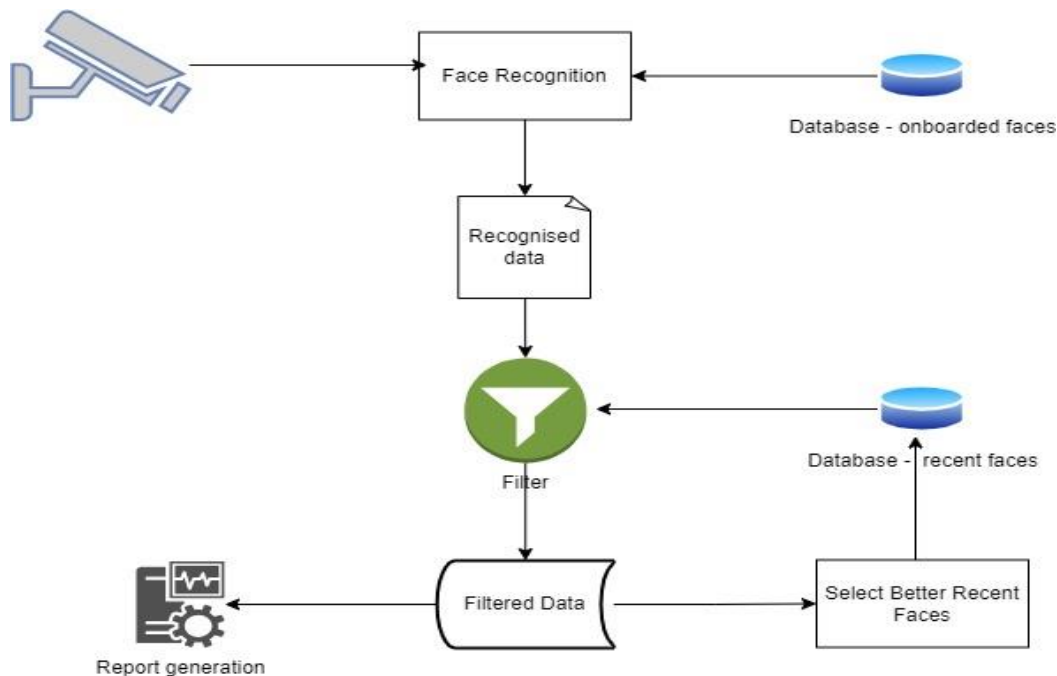 Face Recognition
Database - onboarded faces
Recognised
data
Filter
Database - recent faces
Filtered Data
Select Better Recent
Faces
Report generation